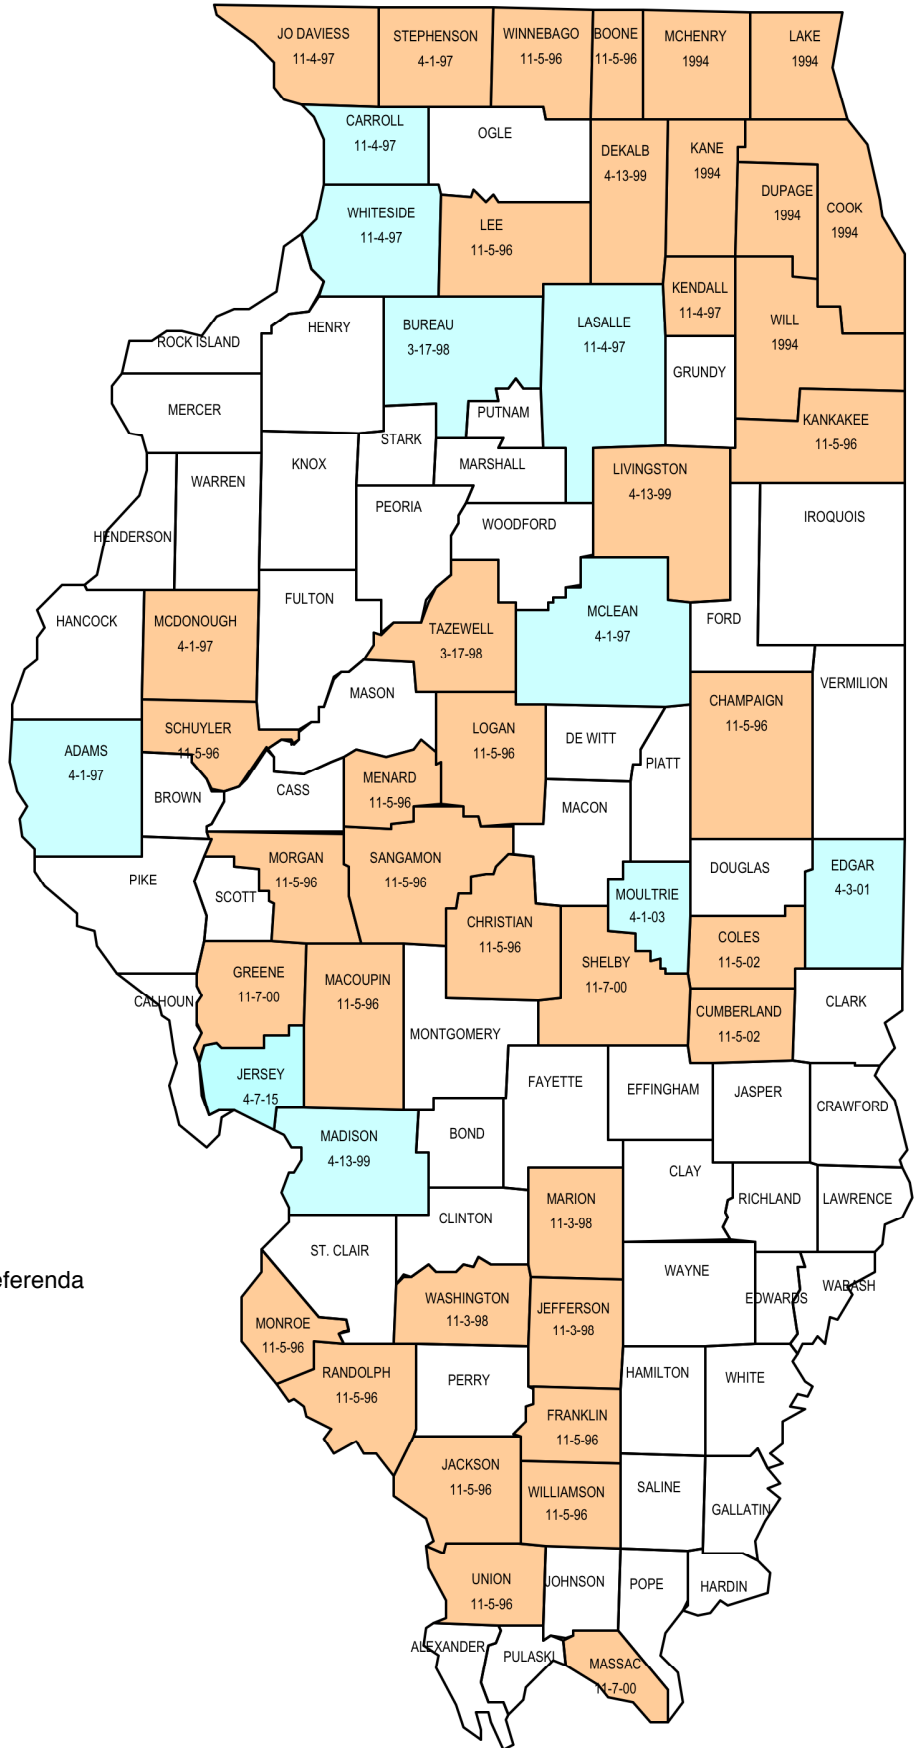 JO DAVIESS
11-4-97
STEPHENSON
4-1-97
WINNEBAGO
11-5-96
BOONE
11-5-96
MCHENRY
1994
LAKE
1994
CARROLL
11-4-97
OGLE
DEKALB
4-13-99
KANE
1994
DUPAGE
1994
COOK
1994
WHITESIDE
11-4-97
LEE
11-5-96
KENDALL
11-4-97
WILL
1994
ROCK ISLAND
HENRY
BUREAU
3-17-98
LASALLE
11-4-97
GRUNDY
MERCER
PUTNAM
KANKAKEE
11-5-96
STARK
KNOX
MARSHALL
LIVINGSTON
4-13-99
WARREN
HENDERSON
PEORIA
WOODFORD
IROQUOIS
HANCOCK
MCDONOUGH
4-1-97
FULTON
TAZEWELL
3-17-98
MCLEAN
4-1-97
FORD
VERMILION
MASON
SCHUYLER
11-5-96
ADAMS
4-1-97
LOGAN
11-5-96
DE WITT
CHAMPAIGN
11-5-96
PIATT
BROWN
CASS
MENARD
11-5-96
MACON
PIKE
SCOTT
MORGAN
11-5-96
SANGAMON
11-5-96
CHRISTIAN
11-5-96
MOULTRIE
4-1-03
DOUGLAS
EDGAR
4-3-01
SHELBY
11-7-00
COLES
11-5-02
CUMBERLAND
11-5-02
CLARK
CALHOUN
GREENE
11-7-00
MACOUPIN
11-5-96
MONTGOMERY
JERSEY
4-7-15
FAYETTE
EFFINGHAM
JASPER
CRAWFORD
MADISON
4-13-99
BOND
CLAY
RICHLAND
LAWRENCE
MARION
11-3-98
CLINTON
ST. CLAIR
WAYNE
EDWARDS
WABASH
eferenda
MONROE
11-5-96
WASHINGTON
11-3-98
JEFFERSON
11-3-98
RANDOLPH
11-5-96
PERRY
HAMILTON
WHITE
FRANKLIN
11-5-96
JACKSON
11-5-96
WILLIAMSON
11-5-96
SALINE
GALLATIN
UNION
11-5-96
JOHNSON
POPE
HARDIN
ALEXANDER
PULASKI
MASSAC
11-7-00